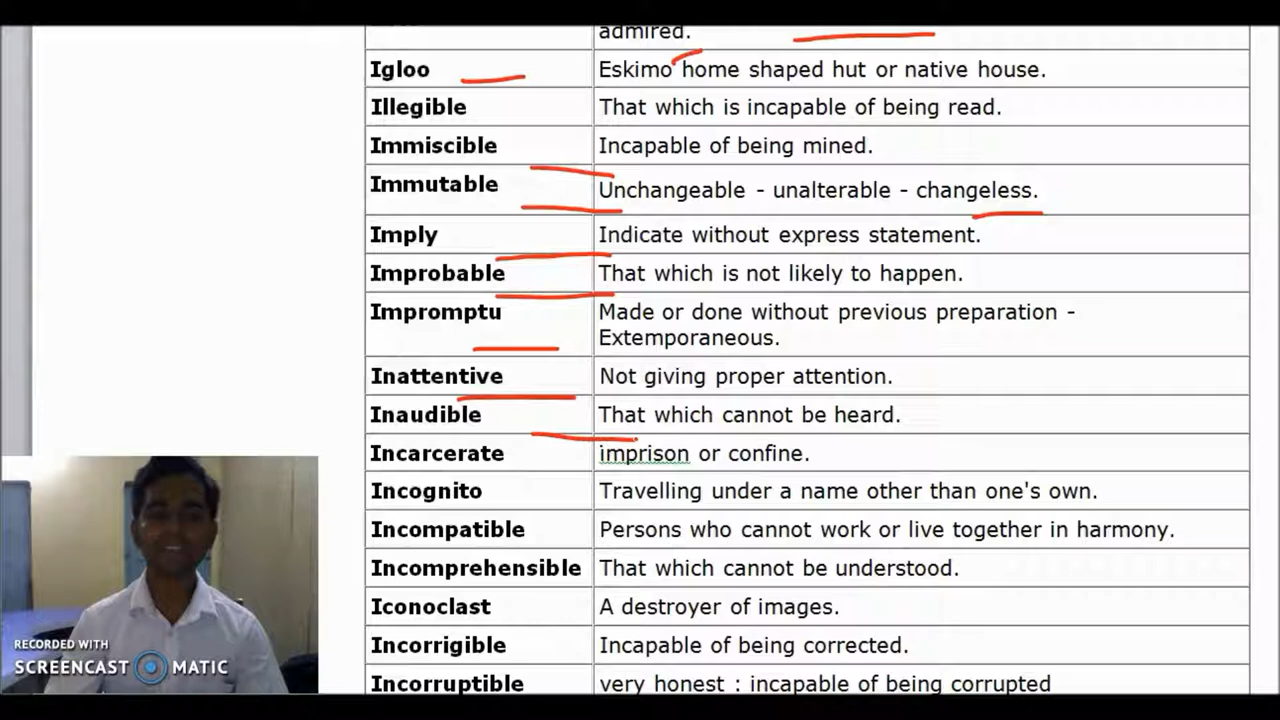 admired.
Igloo Eskimo home shaped hut or native house.
Illegible That which is incapable of being read.
Immiscible Incapable of being mined.
Immutable Unchangeable - unalterable - changeless.
Imply Indicate without express statement.
Improbable That which is not likely to happen.
Impromptu Made or done without previous preparation -
Extemporaneous.
Inattentive Not giving proper attention.
Inaudible That which cannot be heard.
Incarcerate imprison or confine.
Incognito Travelling under a name other than one's own.
Incompatible Persons who cannot work or live together in harmony.
Incomprehensible That which cannot be understood.
Iconoclast A destroyer of images.
Incorrigible Incapable of being corrected.
Incorruptible very honest : incapable of being corrupted
RECORDED WITH
SCREENCAST MATIC